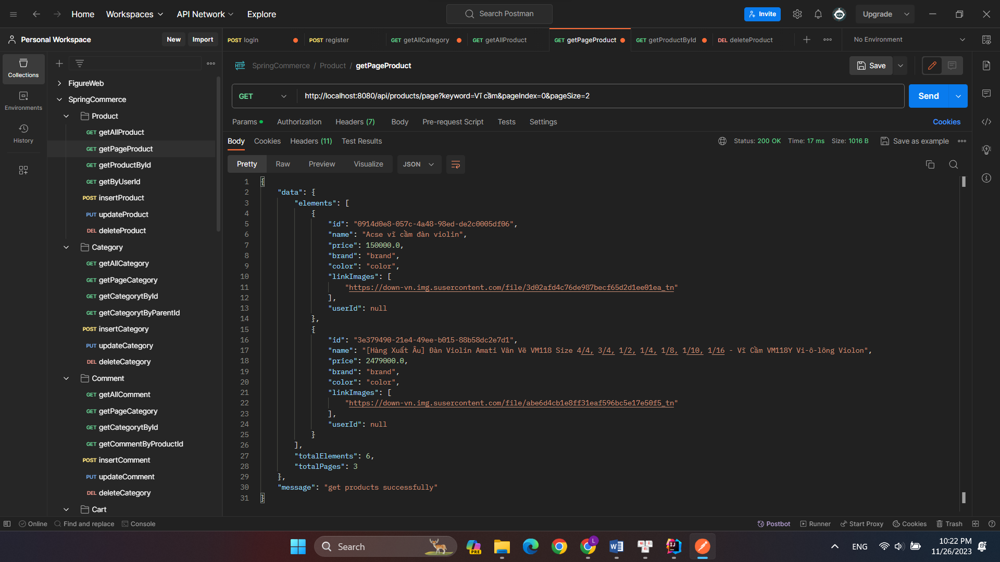 Home
Workspaces
API Network
Explore
Search Postman
Invite
Upgrade
Personal Workspace
New
Import
POST login
POST register
GET getAllCategory
GET getAllProduct
GET getPageProduct
GET getProductById
DEL deleteProduct
No Environment
Collections
Environments
History
FigureWeb
SpringCommerce
Product
GET getAllProduct
GET getPageProduct
GET getProductById
GET getByUserId
POST insertProduct
PUT updateProduct
DEL deleteProduct
Category
GET getAllCategory
GET getPageCategory
GET getCategorytById
GET getCategorytByParentId
POST insertCategory
PUT updateCategory
DEL deleteCategory
Comment
GET getAllComment
GET getPageCategory
GET getCategorytById
GET getCommentByProductId
POST insertComment
PUT updateComment
DEL deleteCategory
Cart
HTTP SpringCommerce / Product / getPageProduct
Save
GET
http://localhost:8080/api/products/page?keyword=Vĩ cầm&pageIndex=0&pageSize=2
Send
Params
Authorization
Headers (7)
Body
Pre-request Script
Tests
Settings
Cookies
Body
Cookies
Headers (11)
Test Results
Status: 200 OK
Time: 17 ms
Size: 1016 B
Save as example
Pretty
Raw
Preview
Visualize
JSON
1 {
2 "data": {
3 "elements": [
4 {
5 "id": "0914d0e8-057c-4a48-98ed-de2c0005df06",
6 "name": "Acse vĩ cầm đàn violin",
7 "price": 150000.0,
8 "brand": "brand",
9 "color": "color",
10 "linkImages": [
11 "https://down-vn.img.susercontent.com/file/3d02afd4c76de987becf65d2d1ee01ea_tn"
12 ],
13 "userId": null
14 },
15 {
16 "id": "3e379490-21e4-49ee-b015-88b58dc2e7d1",
17 "name": "[Hàng Xuất Âu] Đàn Violin Amati Vân Vẽ VM118 Size 4/4, 3/4, 1/2, 1/4, 1/8, 1/10, 1/16 - Vĩ Cầm VM118Y Vi-ô-lông Violon",
18 "price": 2479000.0,
19 "brand": "brand",
20 "color": "color",
21 "linkImages": [
22 "https://down-vn.img.susercontent.com/file/abe6d4cb1e8ff31eaf596bc5e17e50f5_tn"
23 ],
24 "userId": null
25 }
26 ],
27 "totalElements": 6,
28 "totalPages": 3
29 },
30 "message": "get products successfully"
31 }
Online
Find and replace
Console
Postbot
Runner
Start Proxy
Cookies
Trash
Search
PRE
L
W
u i
n
IJ
ENG
10:22 PM
11/26/2023